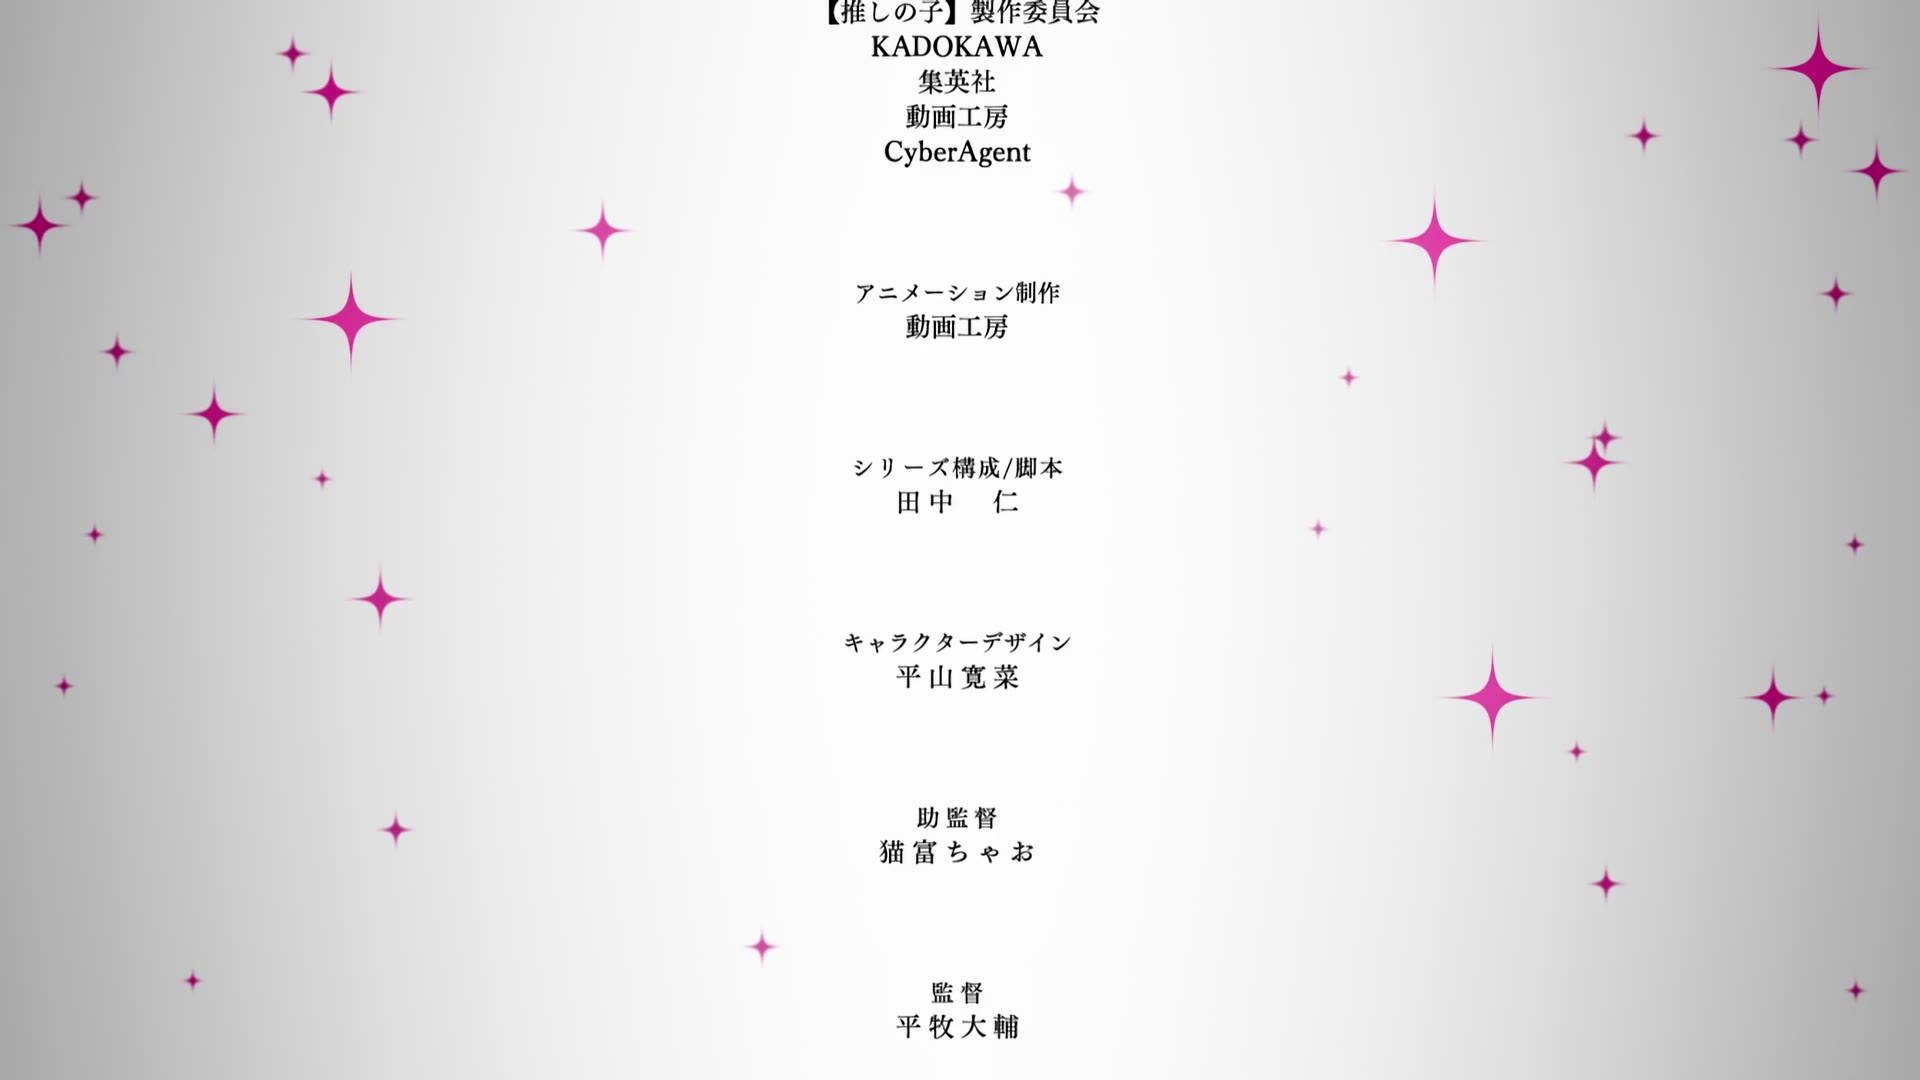 【推しの子】製作委員会
KADOKAWA
集英社
動画工房
CyberAgent
アニメーション制作
動画工房
シリーズ構成/脚本
田中　仁
キャラクターデザイン
平山寛菜
助監督
猫富ちゃお
監督
平牧大輔